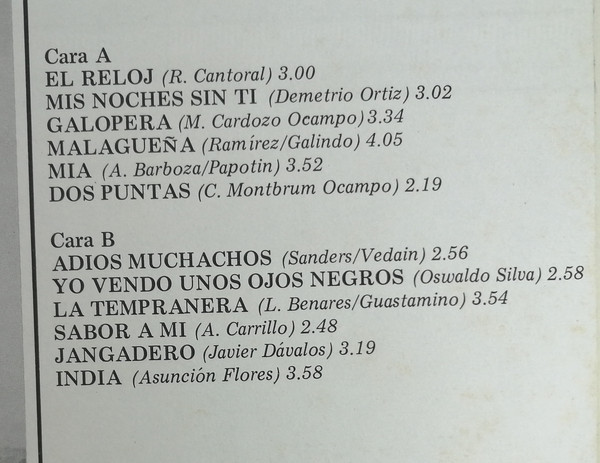 Cara A
EL RELOJ (R. Cantoral) 3.00
MIS NOCHES SIN TI (Demetrio Ortiz) 3.02
GALOPERA (M. Cardozo Ocampo) 3.34
MALAGUEÑA (Ramírez/Galindo) 4.05
MIA (A. Barboza/Papotin) 3.52
DOS PUNTAS (C. Montbrum Ocampo) 2.19
Cara B
ADIOS MUCHACHOS (Sanders/Vedain) 2.56
YO VENDO UNOS OJOS NEGROS (Oswaldo Silva) 2.58
LA TEMPRANERA (L. Benares/Guastamino) 3.54
SABOR A MI (A. Carrillo) 2.48
JANGADERO (Javier Dávalos) 3.19
INDIA (Asunción Flores) 3.58